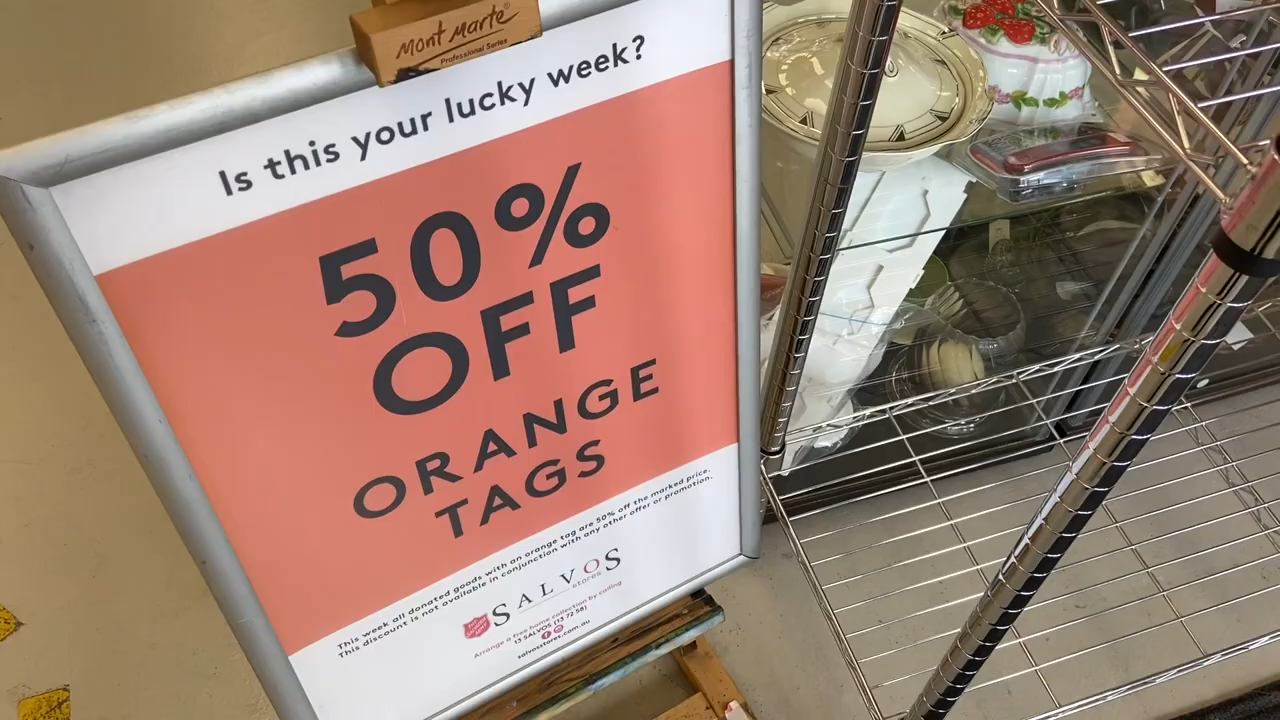 Mont Marte
Professional Series
Is this your lucky week?
50%
OFF
ORANGE
TAGS
This week all donated goods with an orange tag are 50% off the marked price.
This discount is not available in conjunction with any other offer or promotion.
THE
SALVATION
ARMY
SALVOS
stores
Arrange a free home collection by calling
13 SALVOS (13 72 58)
salvosstores.com.au